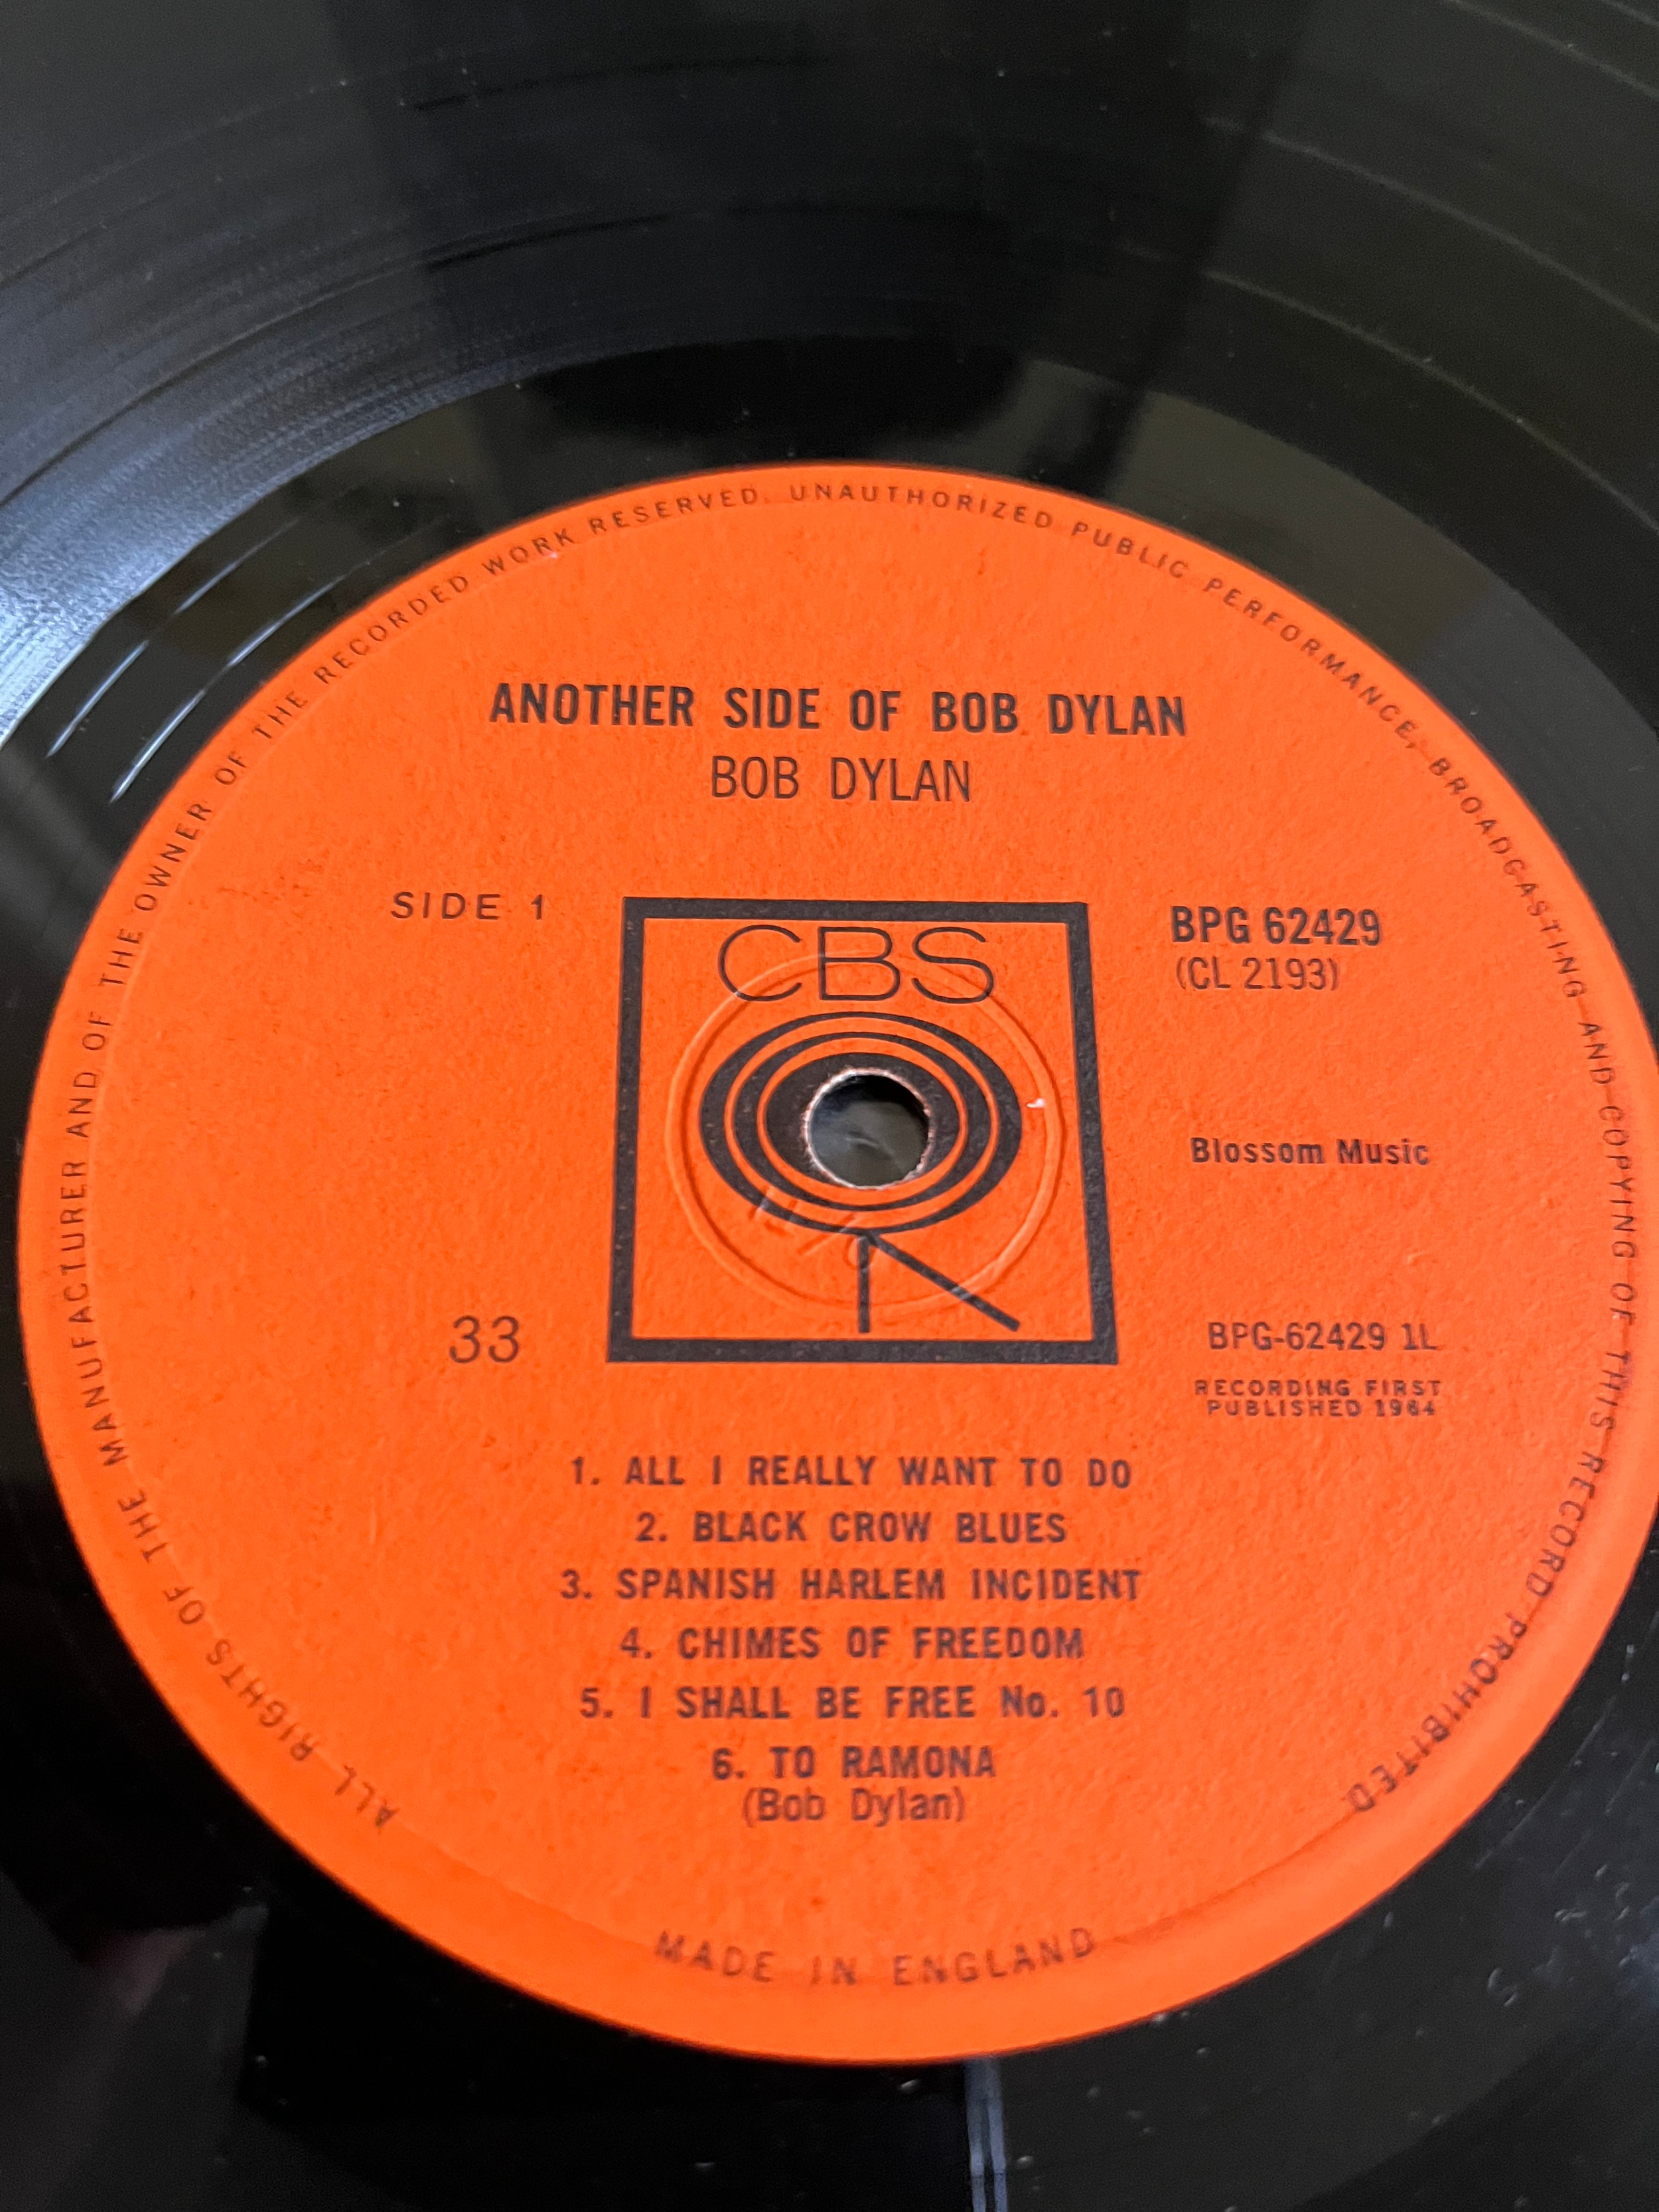 ALL RIGHTS OF THE MANUFACTURER AND OF THE OWNER OF THE RECORDED WORK RESERVED. UNAUTHORIZED PUBLIC PERFORMANCE, BROADCASTING AND COPYING OF THIS RECORD PROHIBITED
ANOTHER SIDE OF BOB DYLAN
BOB DYLAN
SIDE 1
CBS
BPG 62429
(CL 2193)
Blossom Music
33
BPG-62429 1L
RECORDING FIRST
PUBLISHED 1964
1. ALL I REALLY WANT TO DO
2. BLACK CROW BLUES
3. SPANISH HARLEM INCIDENT
4. CHIMES OF FREEDOM
5. I SHALL BE FREE No. 10
6. TO RAMONA
(Bob Dylan)
MADE IN ENGLAND